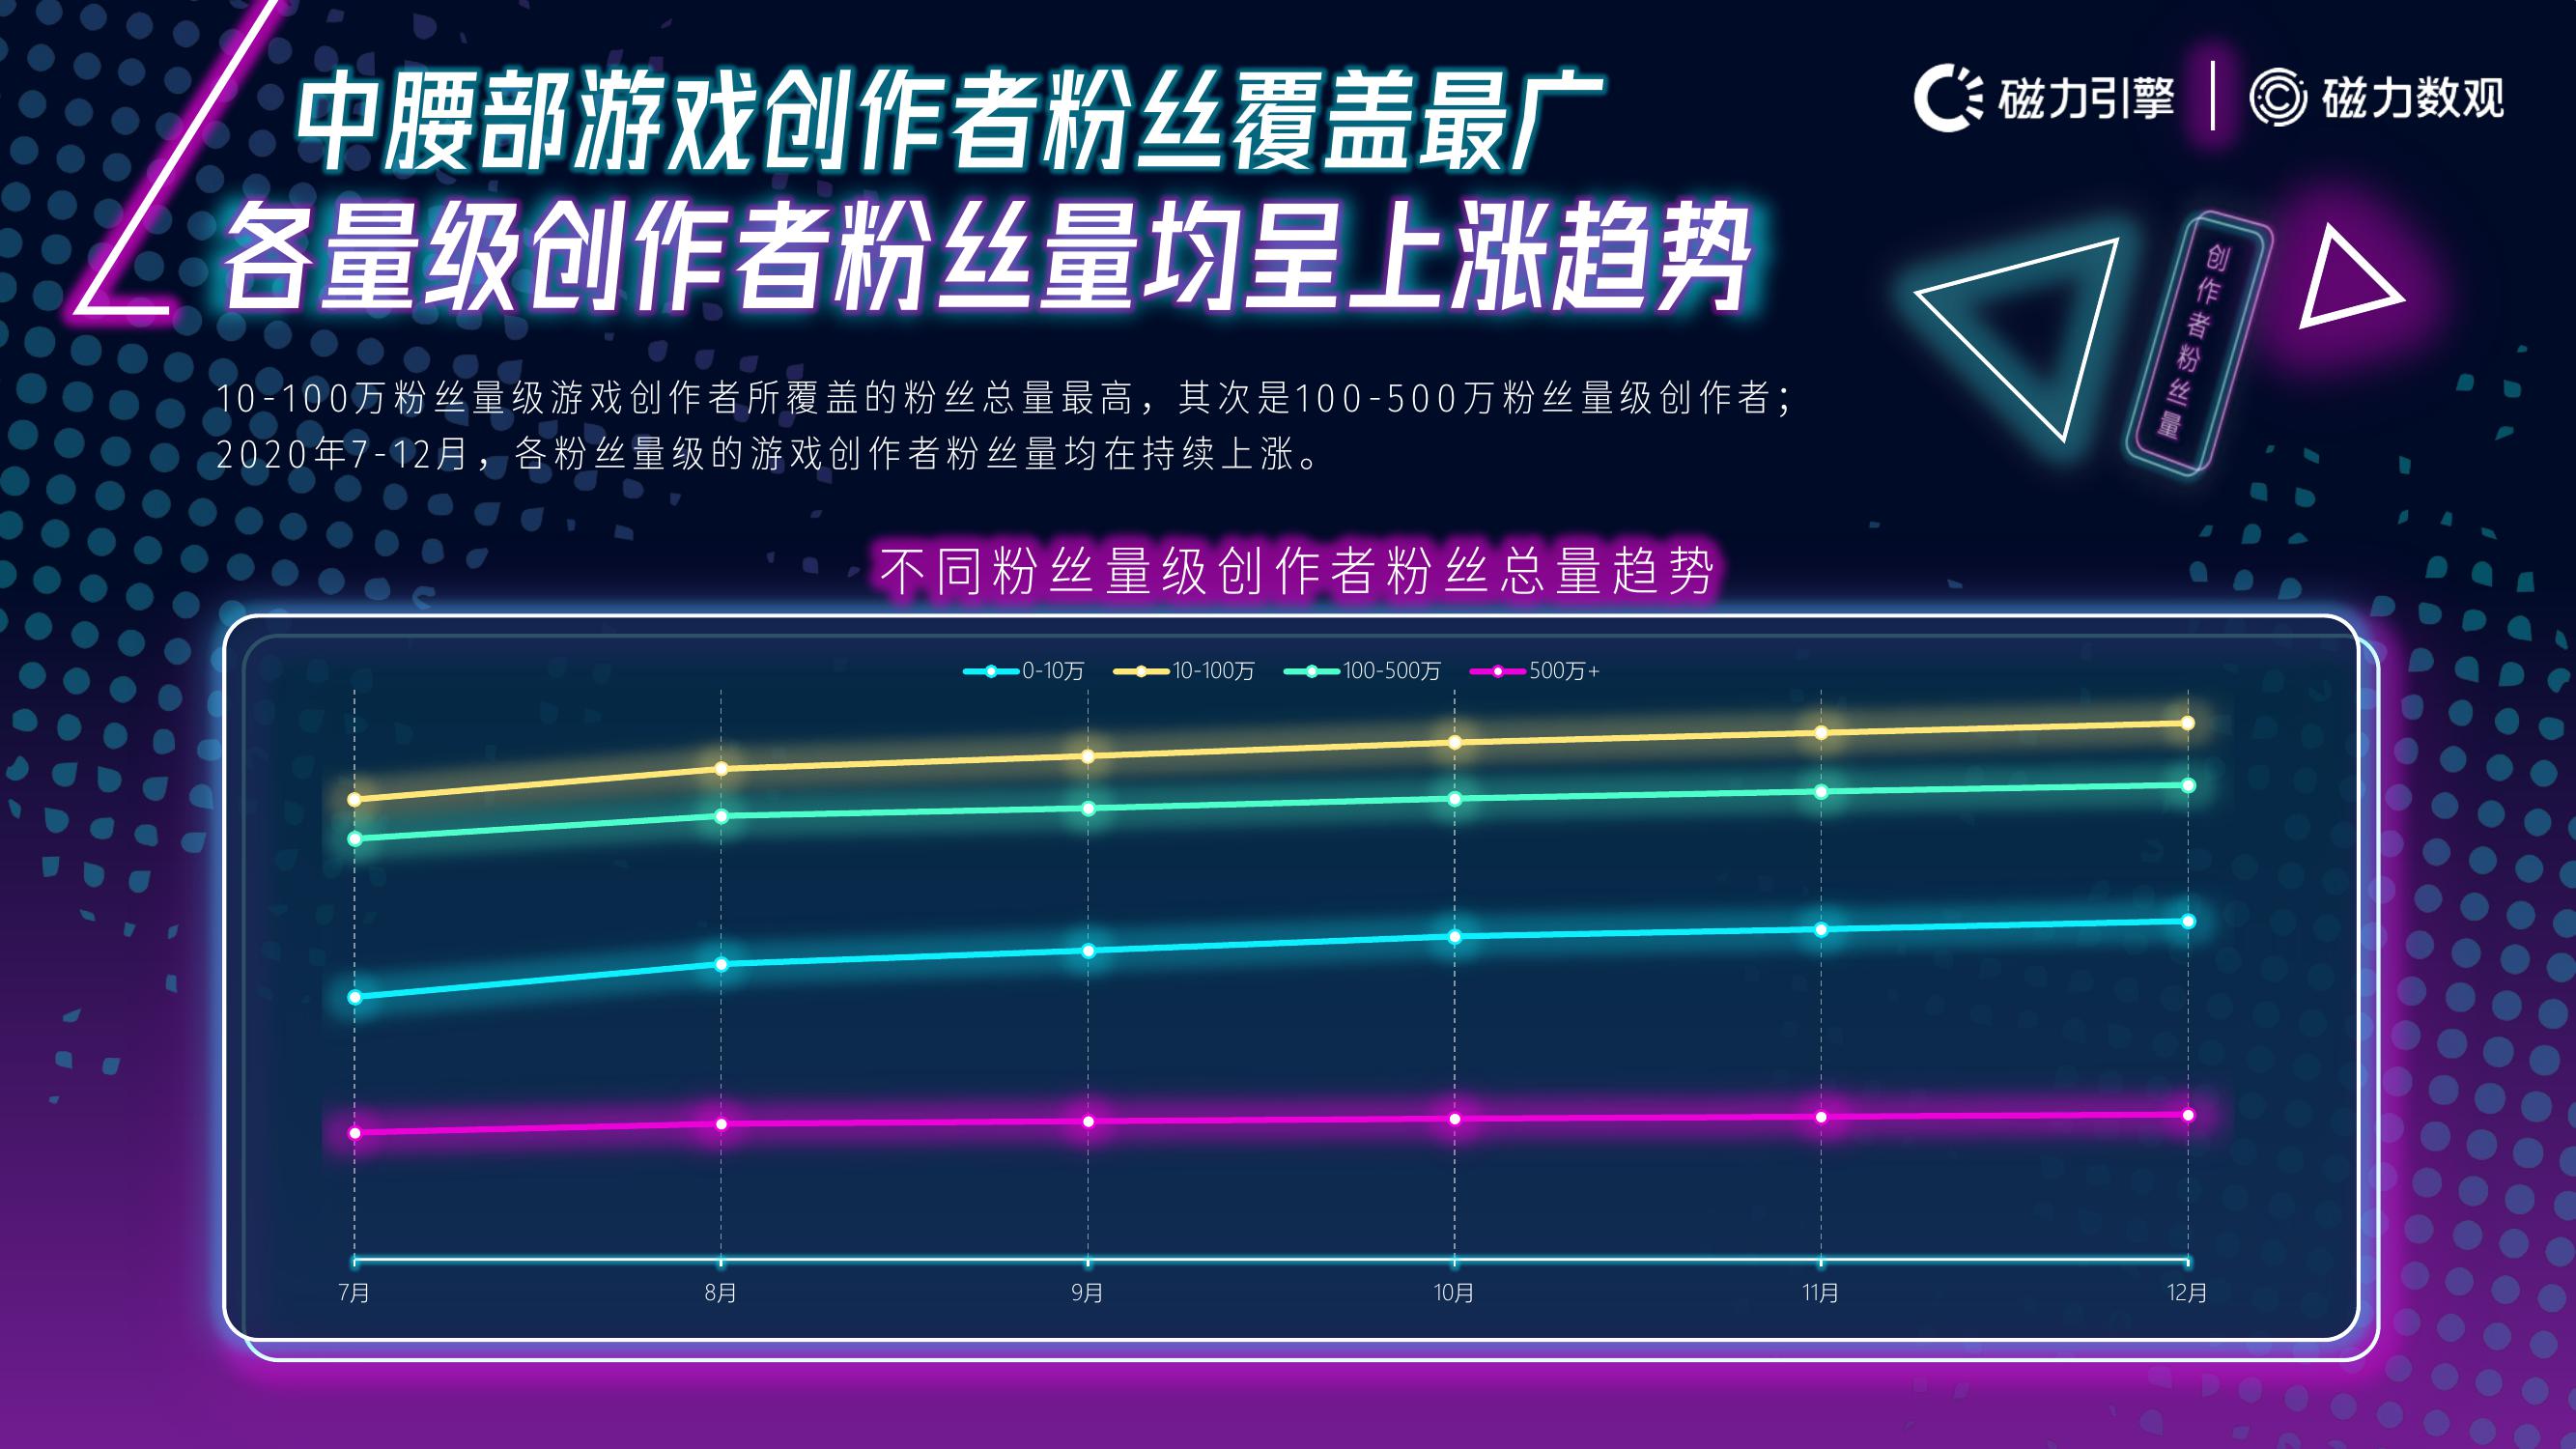 中腰部游戏创作者粉丝覆盖最广
各量级创作者粉丝量均呈上涨趋势
磁力引擎
磁力数观
创作者粉丝量
10-100万粉丝量级游戏创作者所覆盖的粉丝总量最高，其次是100-500万粉丝量级创作者；
2020年7-12月，各粉丝量级的游戏创作者粉丝量均在持续上涨。
不同粉丝量级创作者粉丝总量趋势
0-10万 10-100万 100-500万 500万+
7月 8月 9月 10月 11月 12月